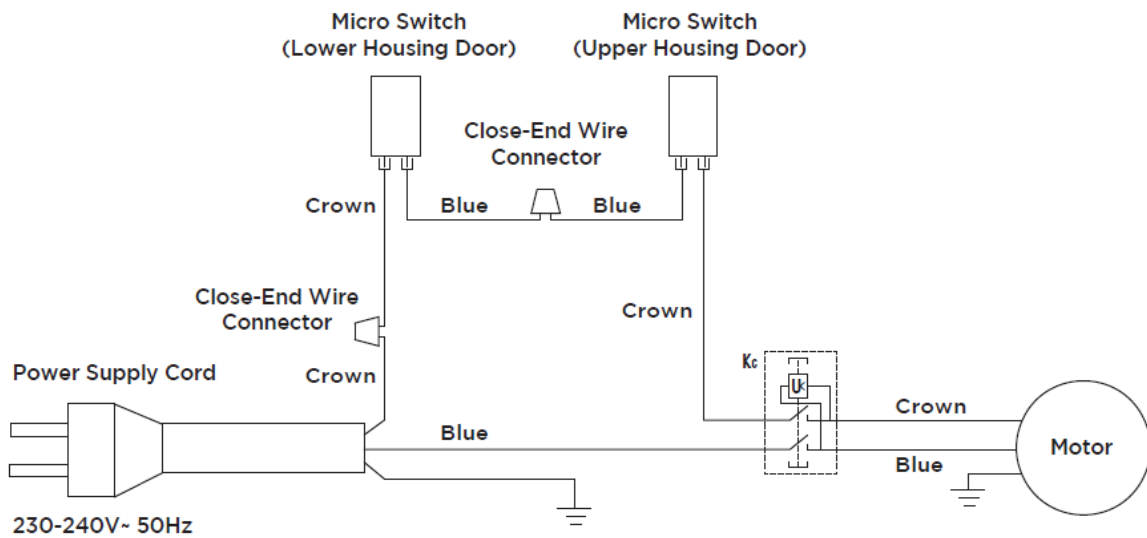 Micro Switch
(Lower Housing Door)
Micro Switch
(Upper Housing Door)
Close-End Wire
Connector
Crown
Blue
Blue
Close-End Wire
Connector
Crown
Crown
Power Supply Cord
Kc
U<
Crown
Blue
Blue
Motor
230-240V~ 50Hz